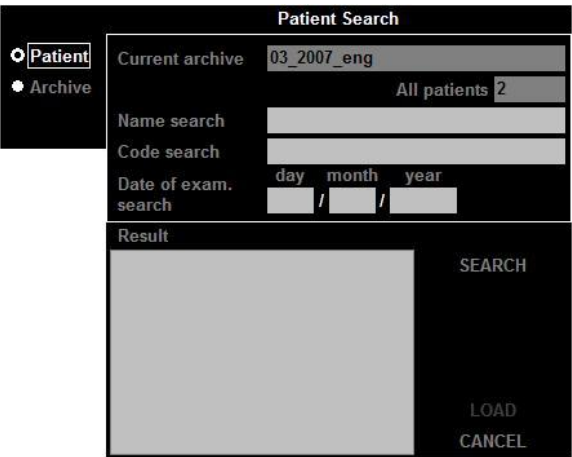 Patient Search
Patient
Archive
Current archive 03_2007_eng
All patients 2
Name search
Code search
Date of exam. search
day month year
/ /
Result
SEARCH
LOAD
CANCEL